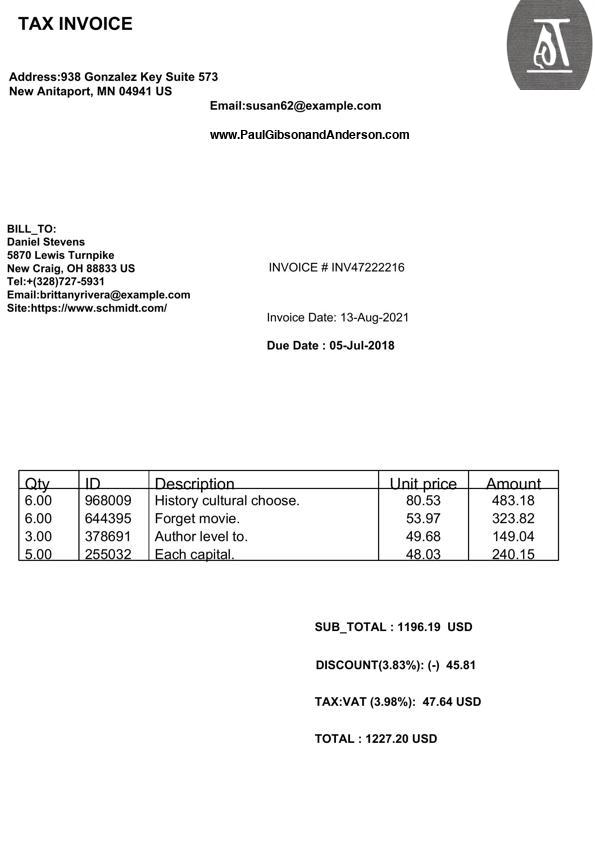 TAX INVOICE
Address:938 Gonzalez Key Suite 573
New Anitaport, MN 04941 US
Email:susan62@example.com
www.PaulGibsonandAnderson.com
BILL_TO:
Daniel Stevens
5870 Lewis Turnpike
New Craig, OH 88833 US
Tel:+(328)727-5931
Email:brittanyrivera@example.com
Site:https://www.schmidt.com/
INVOICE # INV47222216
Invoice Date: 13-Aug-2021
Due Date : 05-Jul-2018
Qty ID Description Unit price Amount
6.00 968009 History cultural choose. 80.53 483.18
6.00 644395 Forget movie. 53.97 323.82
3.00 378691 Author level to. 49.68 149.04
5.00 255032 Each capital. 48.03 240.15
SUB_TOTAL : 1196.19 USD
DISCOUNT(3.83%): (-) 45.81
TAX:VAT (3.98%): 47.64 USD
TOTAL : 1227.20 USD